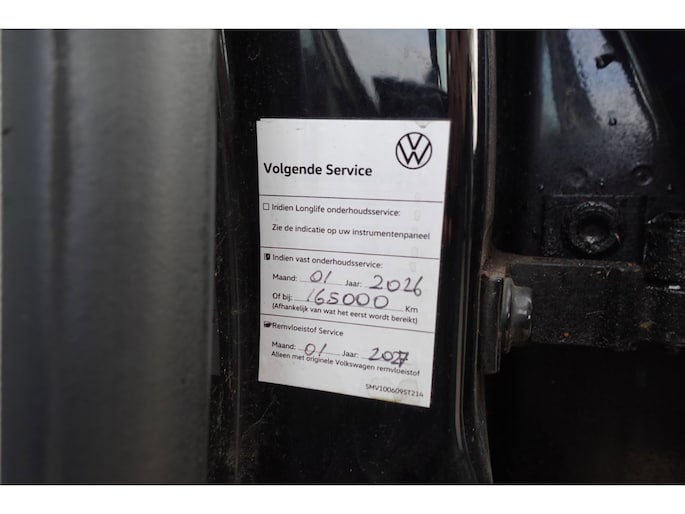 Volgende Service
Indien Longlife onderhoudsservice:
Zie de indicatie op uw instrumentenpaneel
Indien vast onderhoudsservice:
Maand: 01 Jaar: 2026
Of bij: 165000 Km
(Afhankelijk van wat het eerst wordt bereikt)
Remvloeistof Service
Maand: 01 Jaar: 2027
Alleen met originele Volkswagen remvloeistof
SMV100609ST214